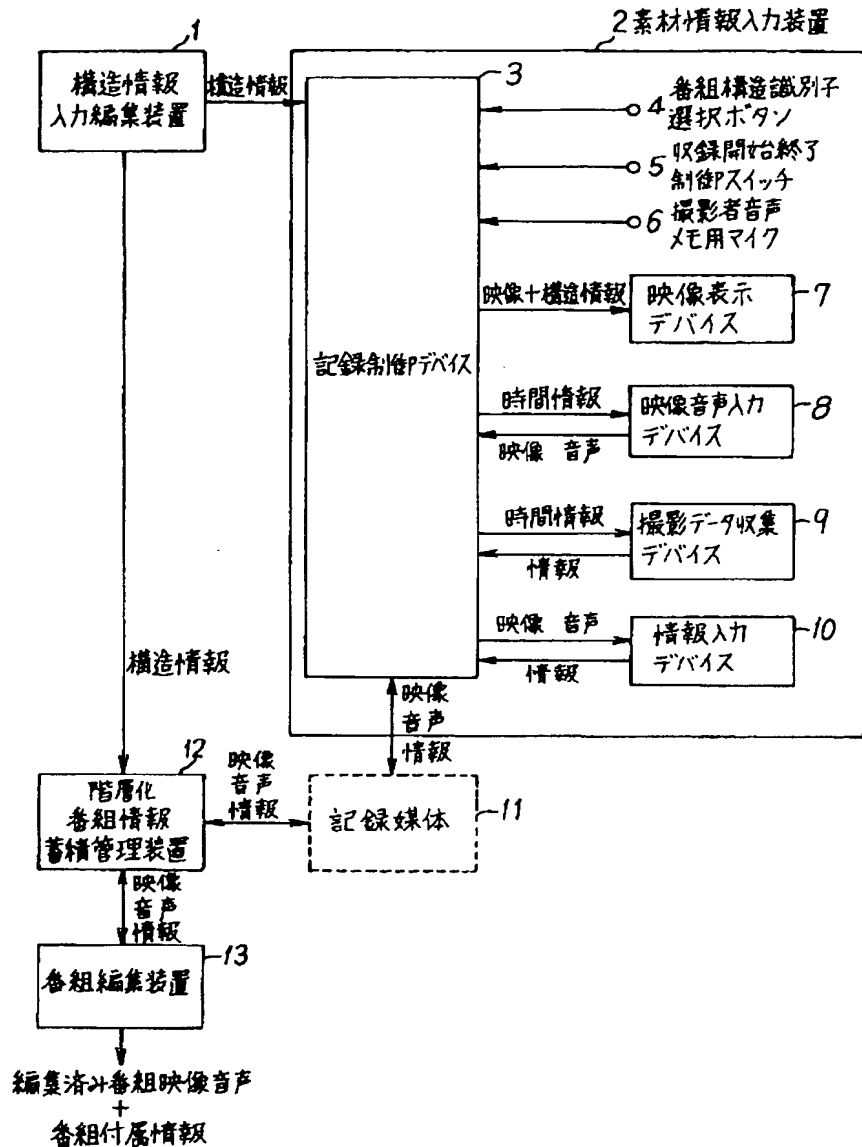 1
構造情報
入力編集装置
構造情報
2 素材情報入力装置
3
記録制御デバイス
4 番組構造識別子
選択ボタン
5 収録開始終了
制御スイッチ
6 撮影者音声
メモ用マイク
映像+構造情報
映像表示
デバイス
7
時間情報
映像 音声
映像音声入力
デバイス
8
時間情報
情報
撮影データ収集
デバイス
9
映像 音声
情報
情報入力
デバイス
10
構造情報
映像
音声
情報
12
階層化
番組情報
蓄積管理装置
映像
音声
情報
記録媒体
11
映像
音声
情報
13
番組編集装置
編集済み番組映像音声
+
番組付属情報